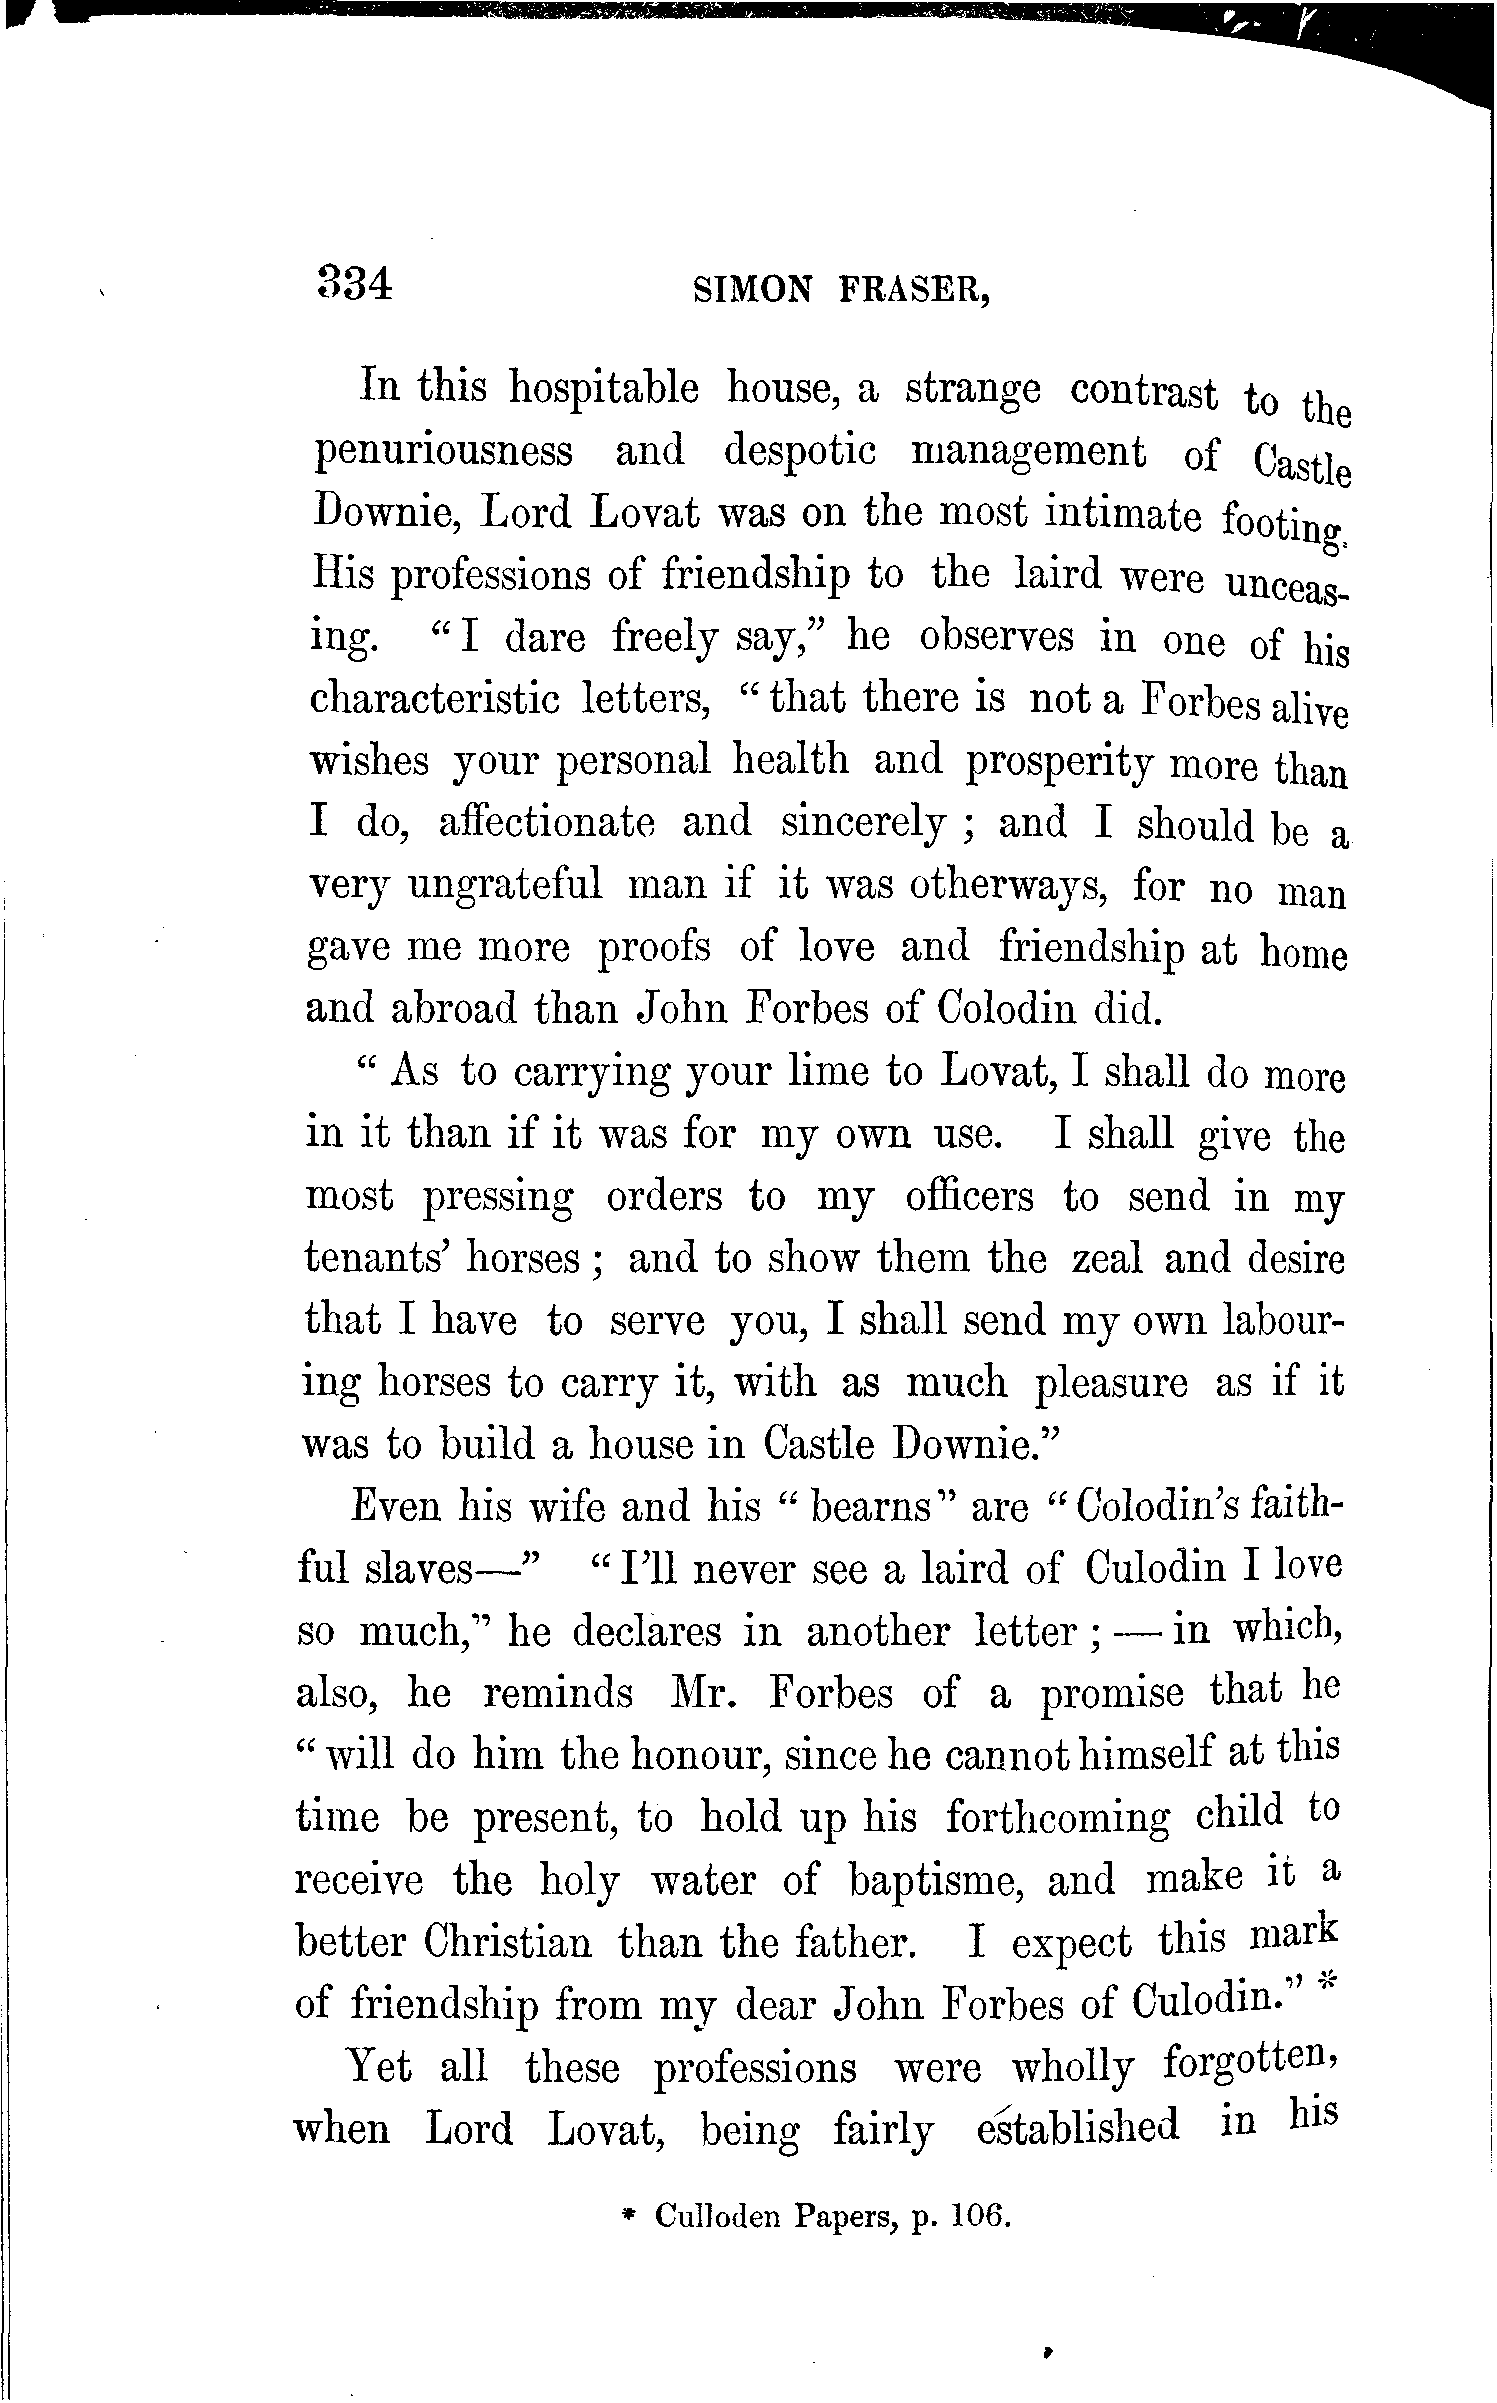 334 SIMON FRASER,
In this hospitable house, a strange contrast to the
penuriousness and despotic management of Castle
Downie, Lord Lovat was on the most intimate footing.
His professions of friendship to the laird were unceas-
ing. "I dare freely say," he observes in one of his
characteristic letters, "that there is not a Forbes alive
wishes your personal health and prosperity more than
I do, affectionate and sincerely; and I should be a
very ungrateful man if it was otherways, for no man
gave me more proofs of love and friendship at home
and abroad than John Forbes of Colodin did.
"As to carrying your lime to Lovat, I shall do more
in it than if it was for my own use. I shall give the
most pressing orders to my officers to send in my
tenants' horses; and to show them the zeal and desire
that I have to serve you, I shall send my own labour-
ing horses to carry it, with as much pleasure as if it
was to build a house in Castle Downie."
Even his wife and his "bearns" are "Colodin's faith-
ful slaves—" "I'll never see a laird of Culodin I love
so much," he declares in another letter;—in which,
also, he reminds Mr. Forbes of a promise that he
"will do him the honour, since he cannot himself at this
time be present, to hold up his forthcoming child to
receive the holy water of baptisme, and make it a
better Christian than the father. I expect this mark
of friendship from my dear John Forbes of Culodin."*
Yet all these professions were wholly forgotten,
when Lord Lovat, being fairly established in his
* Culloden Papers, p. 106.